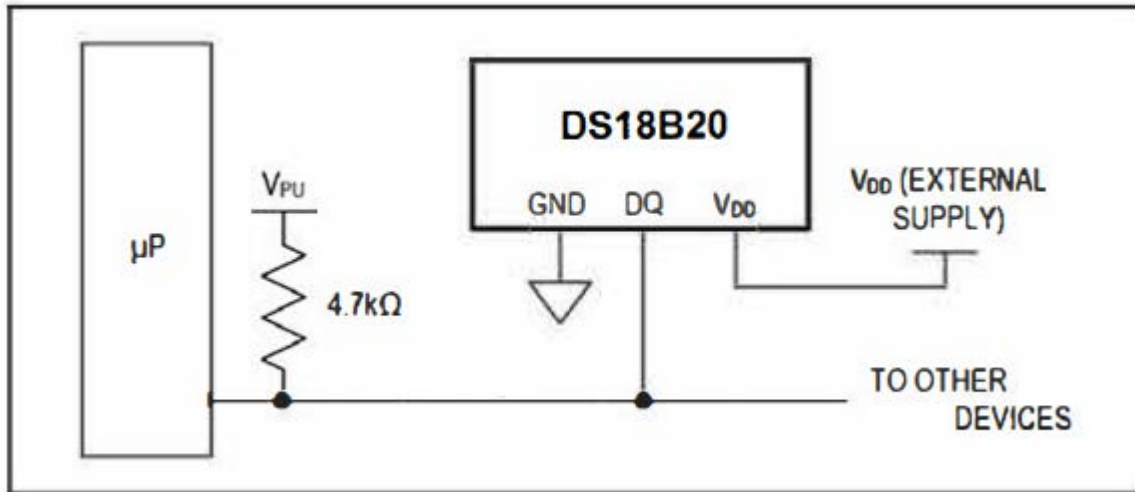 DS18B20
GND DQ VDD
VPU
4.7kΩ
µP
VDD (EXTERNAL
SUPPLY)
TO OTHER
DEVICES